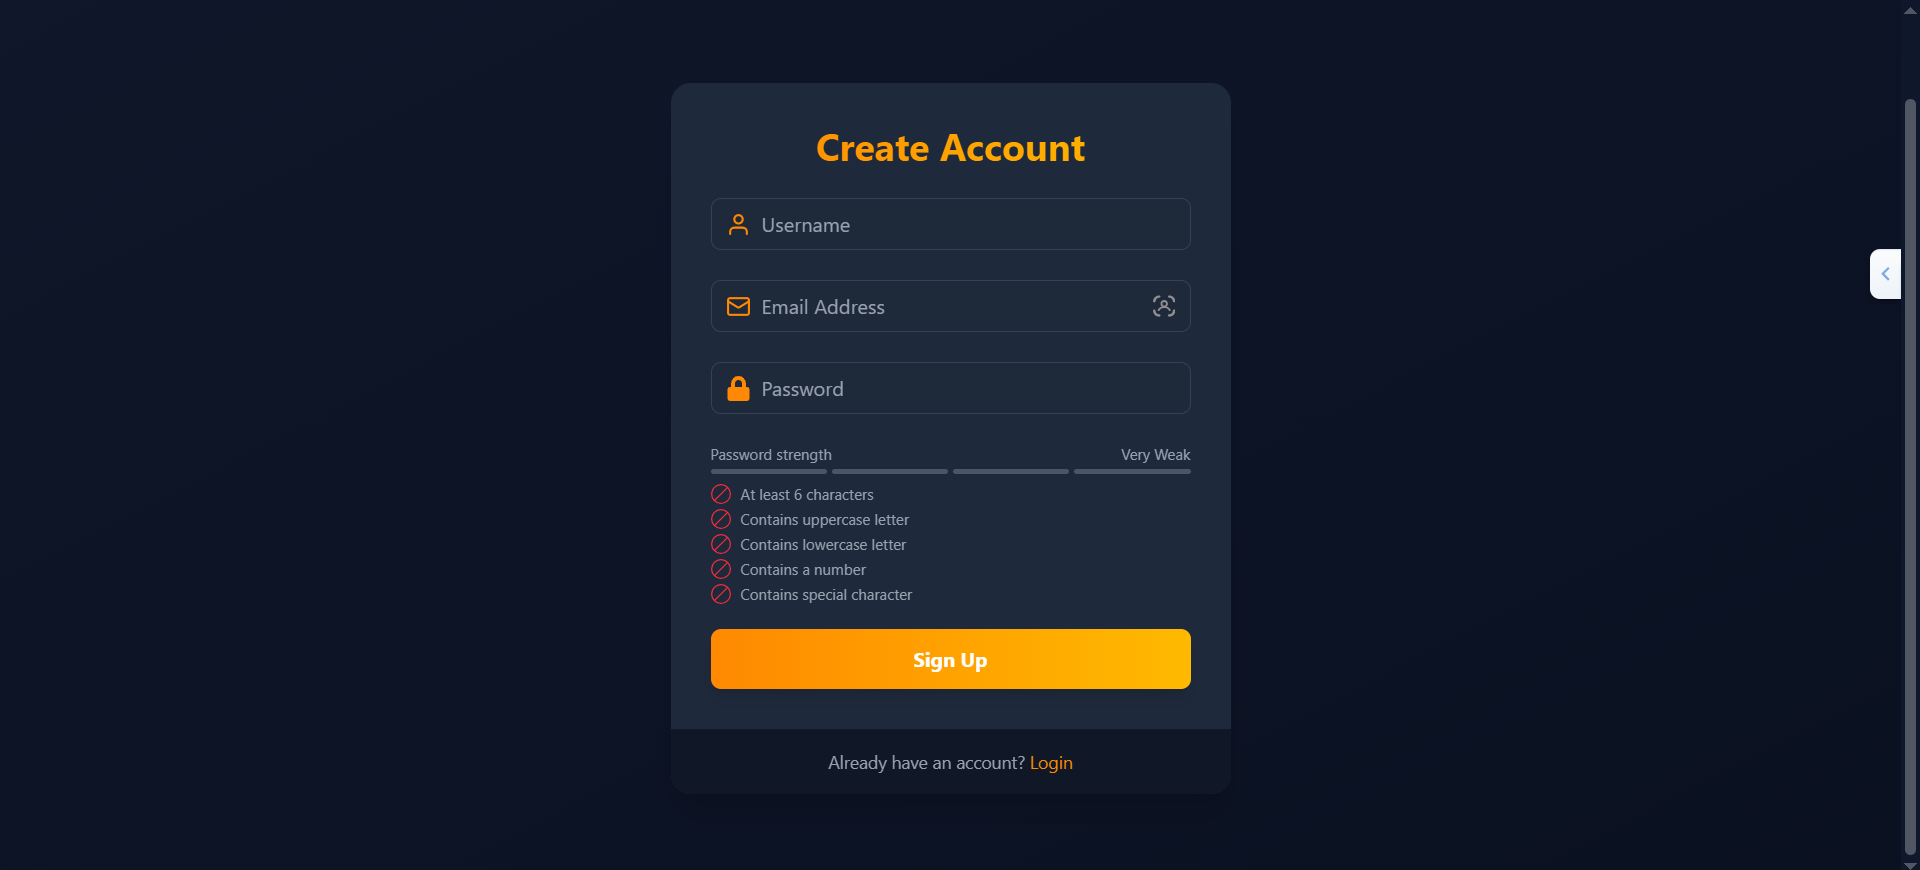 Create Account
Username
Email Address
Password
Password strength Very Weak
At least 6 characters
Contains uppercase letter
Contains lowercase letter
Contains a number
Contains special character
Sign Up
Already have an account? Login